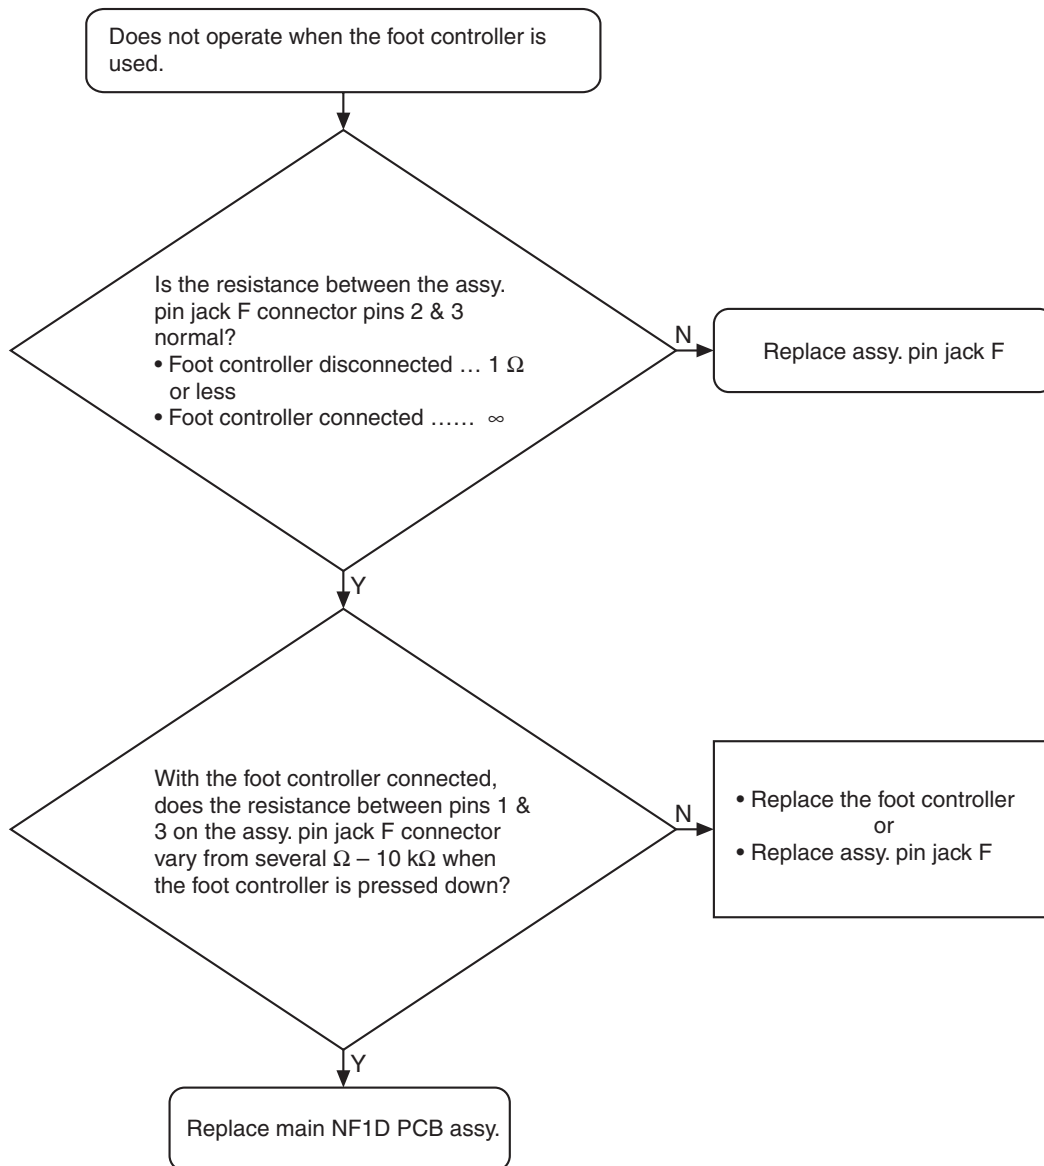 Does not operate when the foot controller is
used.
Is the resistance between the assy.
pin jack F connector pins 2 & 3
normal?
• Foot controller disconnected … 1 Ω
or less
• Foot controller connected …… ∞
N
Replace assy. pin jack F
Y
With the foot controller connected,
does the resistance between pins 1 &
3 on the assy. pin jack F connector
vary from several Ω – 10 kΩ when
the foot controller is pressed down?
N
• Replace the foot controller
or
• Replace assy. pin jack F
Y
Replace main NF1D PCB assy.